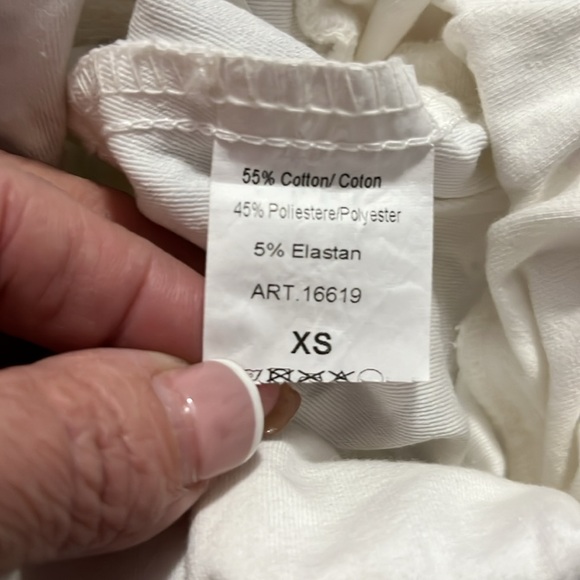 55% Cotton/ Coton
45% Poliestere/Polyester
5% Elastan
ART.16619
XS